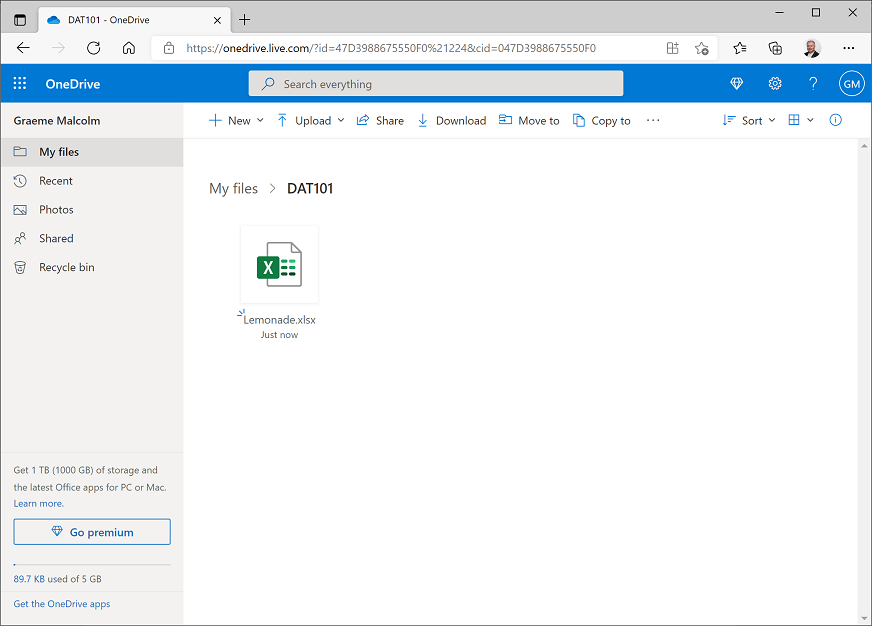 DAT101 - OneDrive
https://onedrive.live.com/?id=47D3988675550F0%21224&cid=047D3988675550F0
OneDrive
Search everything
GM
Graeme Malcolm
New
Upload
Share
Download
Move to
Copy to
Sort
My files
Recent
Photos
Shared
Recycle bin
My files > DAT101
X
Lemonade.xlsx
Just now
Get 1 TB (1000 GB) of storage and
the latest Office apps for PC or Mac.
Learn more.
Go premium
89.7 KB used of 5 GB
Get the OneDrive apps